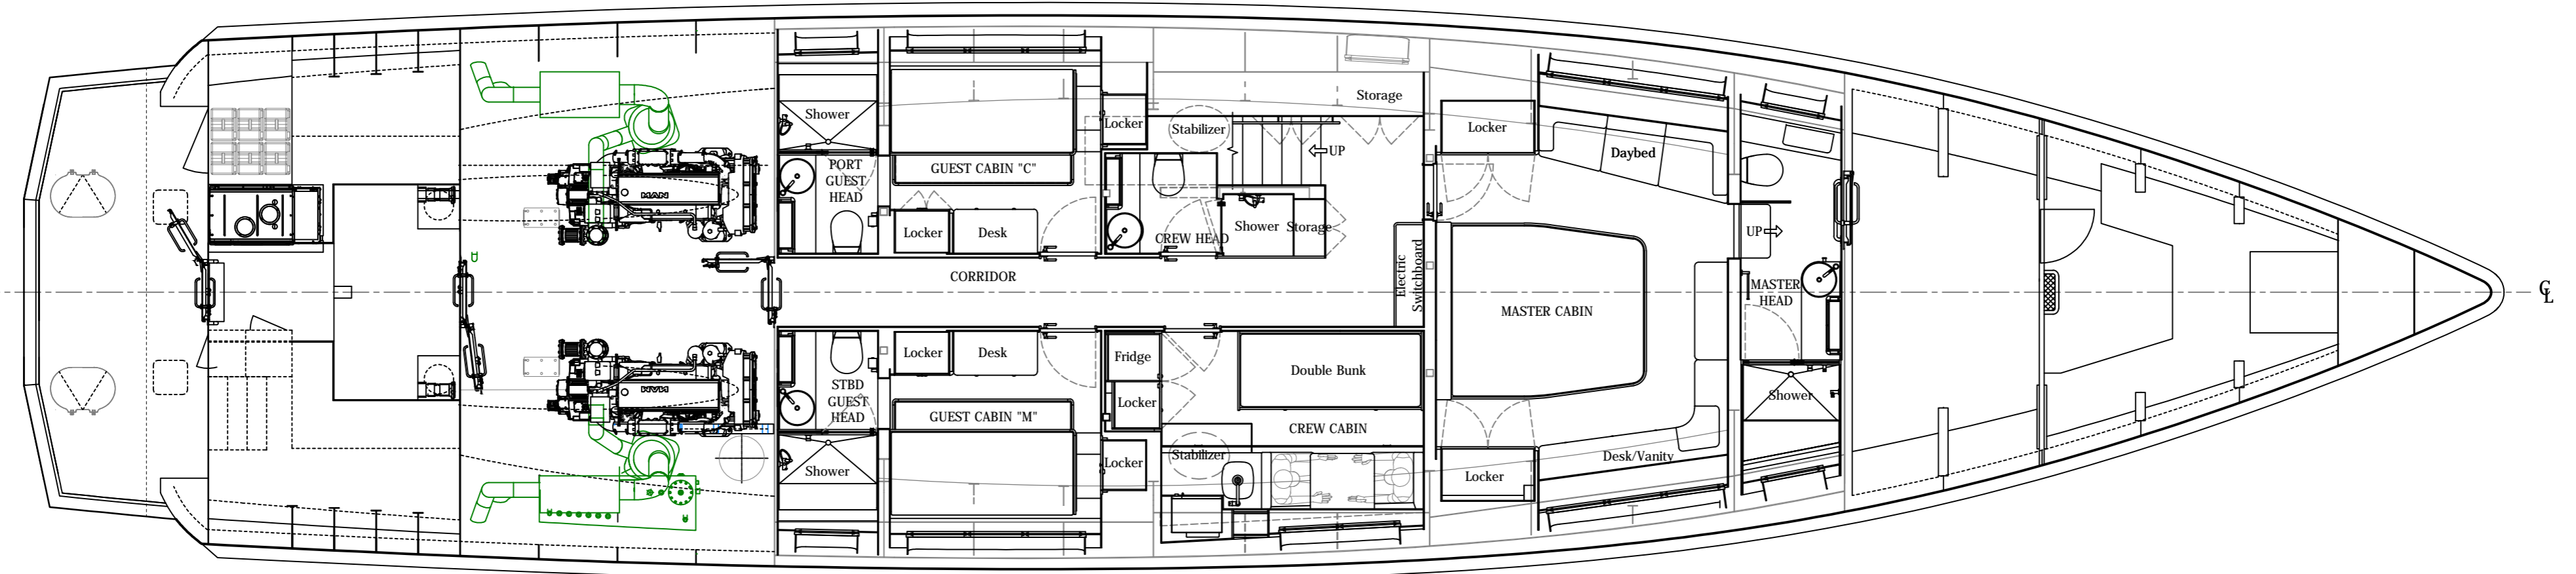 Shower
PORT
GUEST
HEAD
MAN
GUEST CABIN "C"
Locker
Desk
Locker
Stabilizer
UP
Storage
CREW HEAD
Shower
Storage
Locker
Daybed
UP
CORRIDOR
Electric
Switchboard
MASTER CABIN
MASTER
HEAD
CL
STBD
GUEST
HEAD
MAN
Shower
Locker
Desk
GUEST CABIN "M"
Fridge
Locker
Locker
Double Bunk
CREW CABIN
Stabilizer
Locker
Desk/Vanity
Shower